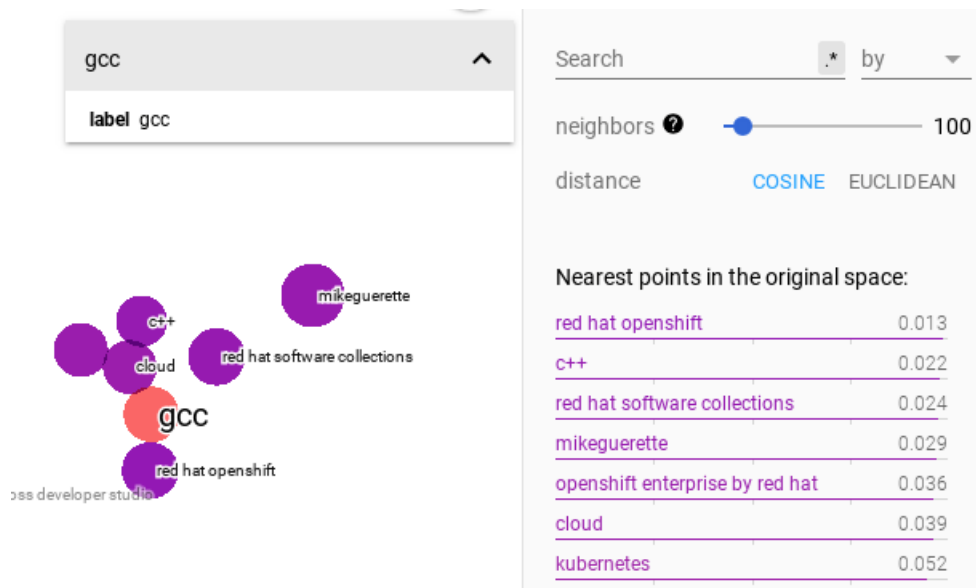 gcc
label gcc
mikeguerette
c++
red hat software collections
cloud
gcc
red hat openshift
oss developer studio
Search .* by
neighbors ? 100
distance COSINE EUCLIDEAN
Nearest points in the original space:
red hat openshift 0.013
c++ 0.022
red hat software collections 0.024
mikeguerette 0.029
openshift enterprise by red hat 0.036
cloud 0.039
kubernetes 0.052